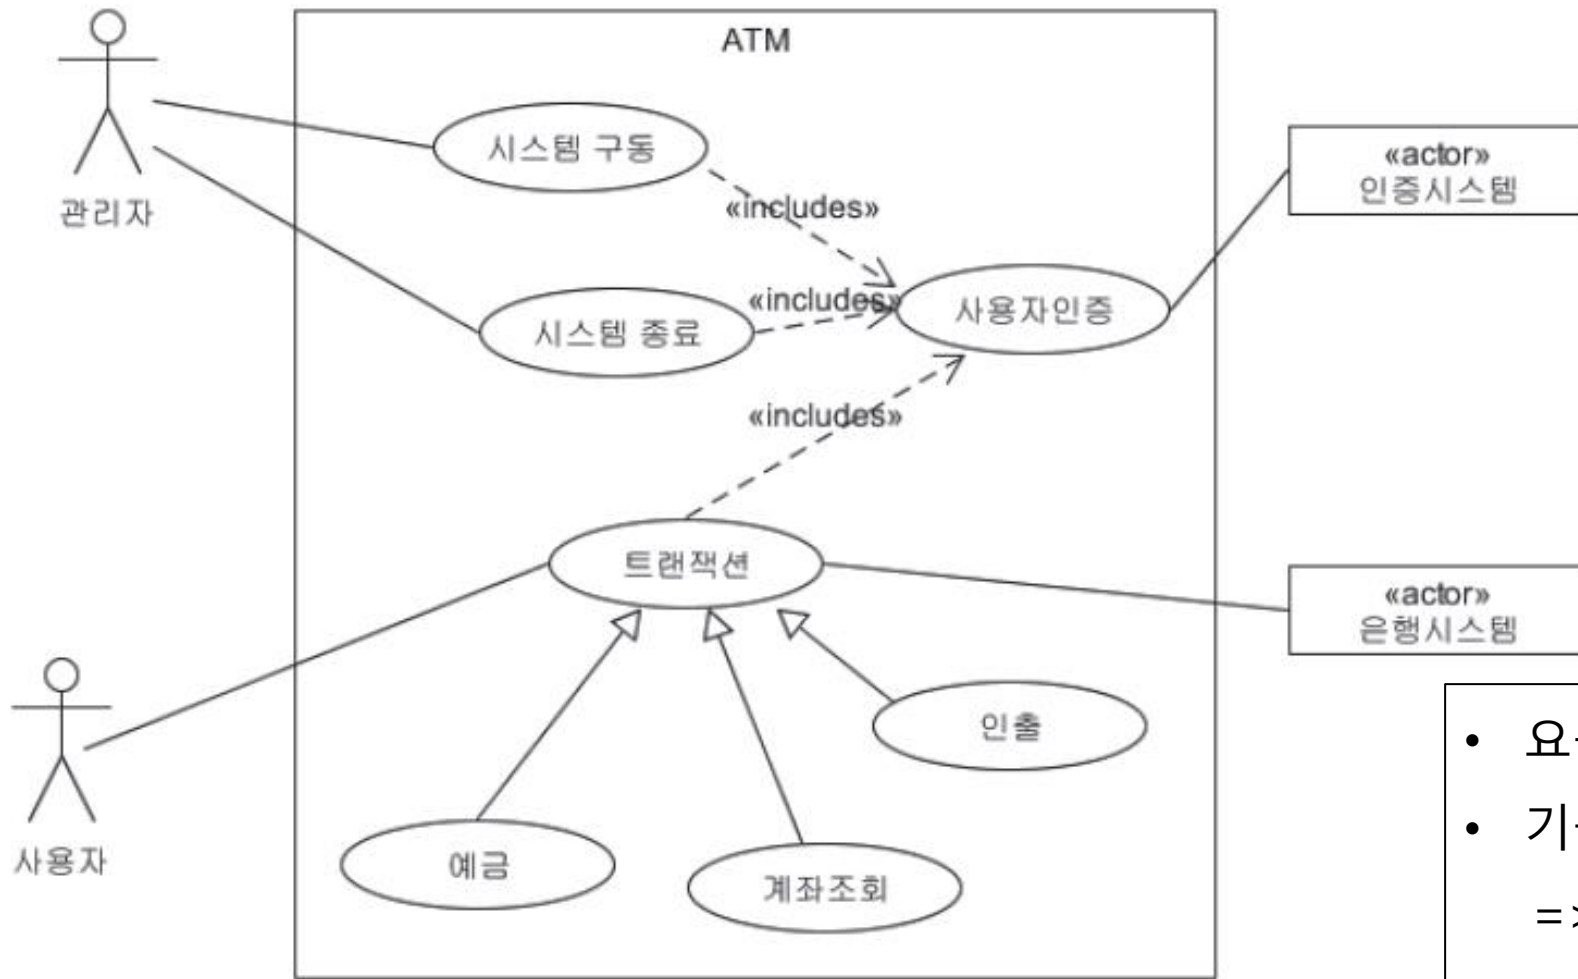 ATM
시스템 구동
«actor»
인증시스템
관리자
«includes»
«includes»
사용자인증
시스템 종료
«includes»
트랜잭션
«actor»
은행시스템
인출
사용자
예금
계좌조회
• 요
• 기
=>